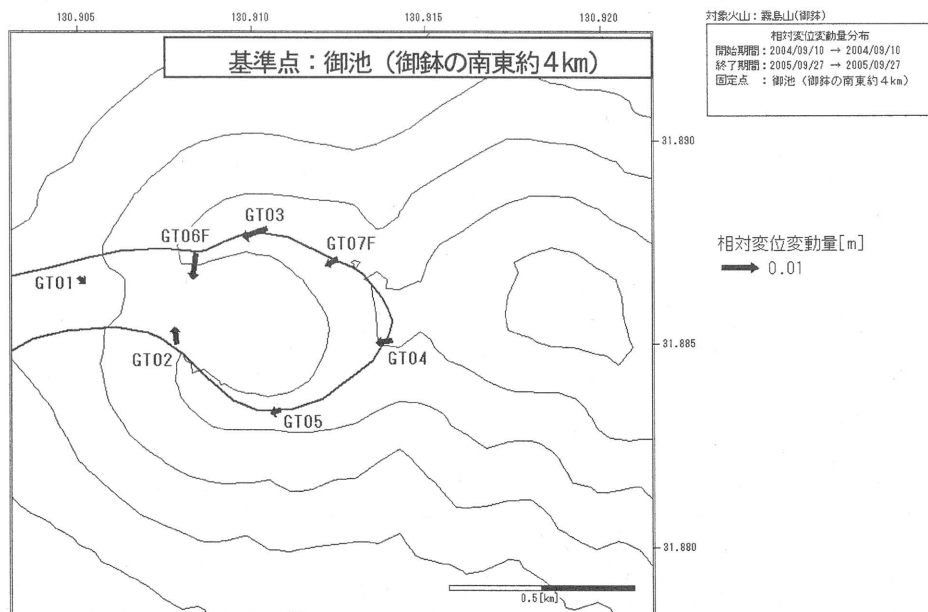 130.905
130.910
130.915
130.920
対象火山:霧島山(御鉢)
相対変位変動量分布
開始期間:2004/09/10 → 2004/09/10
終了期間:2005/09/27 → 2005/09/27
固定点 :御池(御鉢の南東約4km)
基準点:御池(御鉢の南東約4km)
31.890
GT03
GT06F
GT07F
相対変位変動量[m]
0.01
GT01
31.885
GT02
GT04
GT05
31.880
0.5[km]